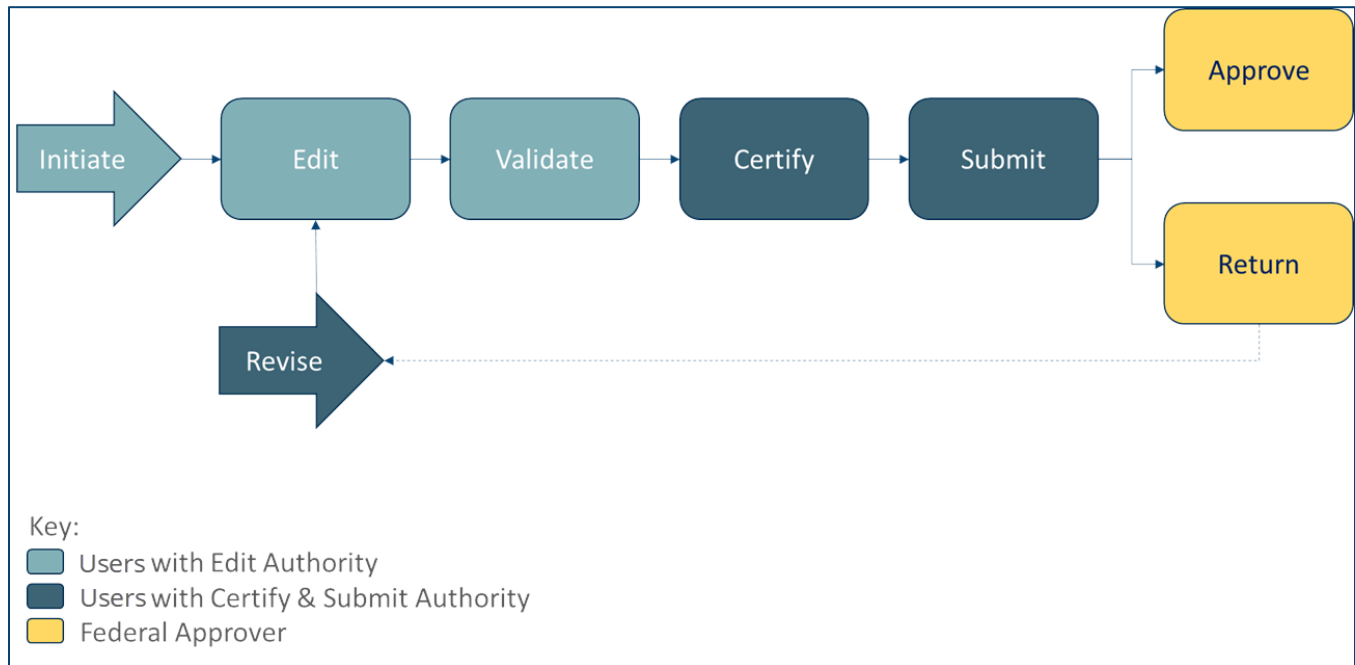 Approve
Initiate
Edit
Validate
Certify
Submit
Return
Revise
Key:
Users with Edit Authority
Users with Certify & Submit Authority
Federal Approver